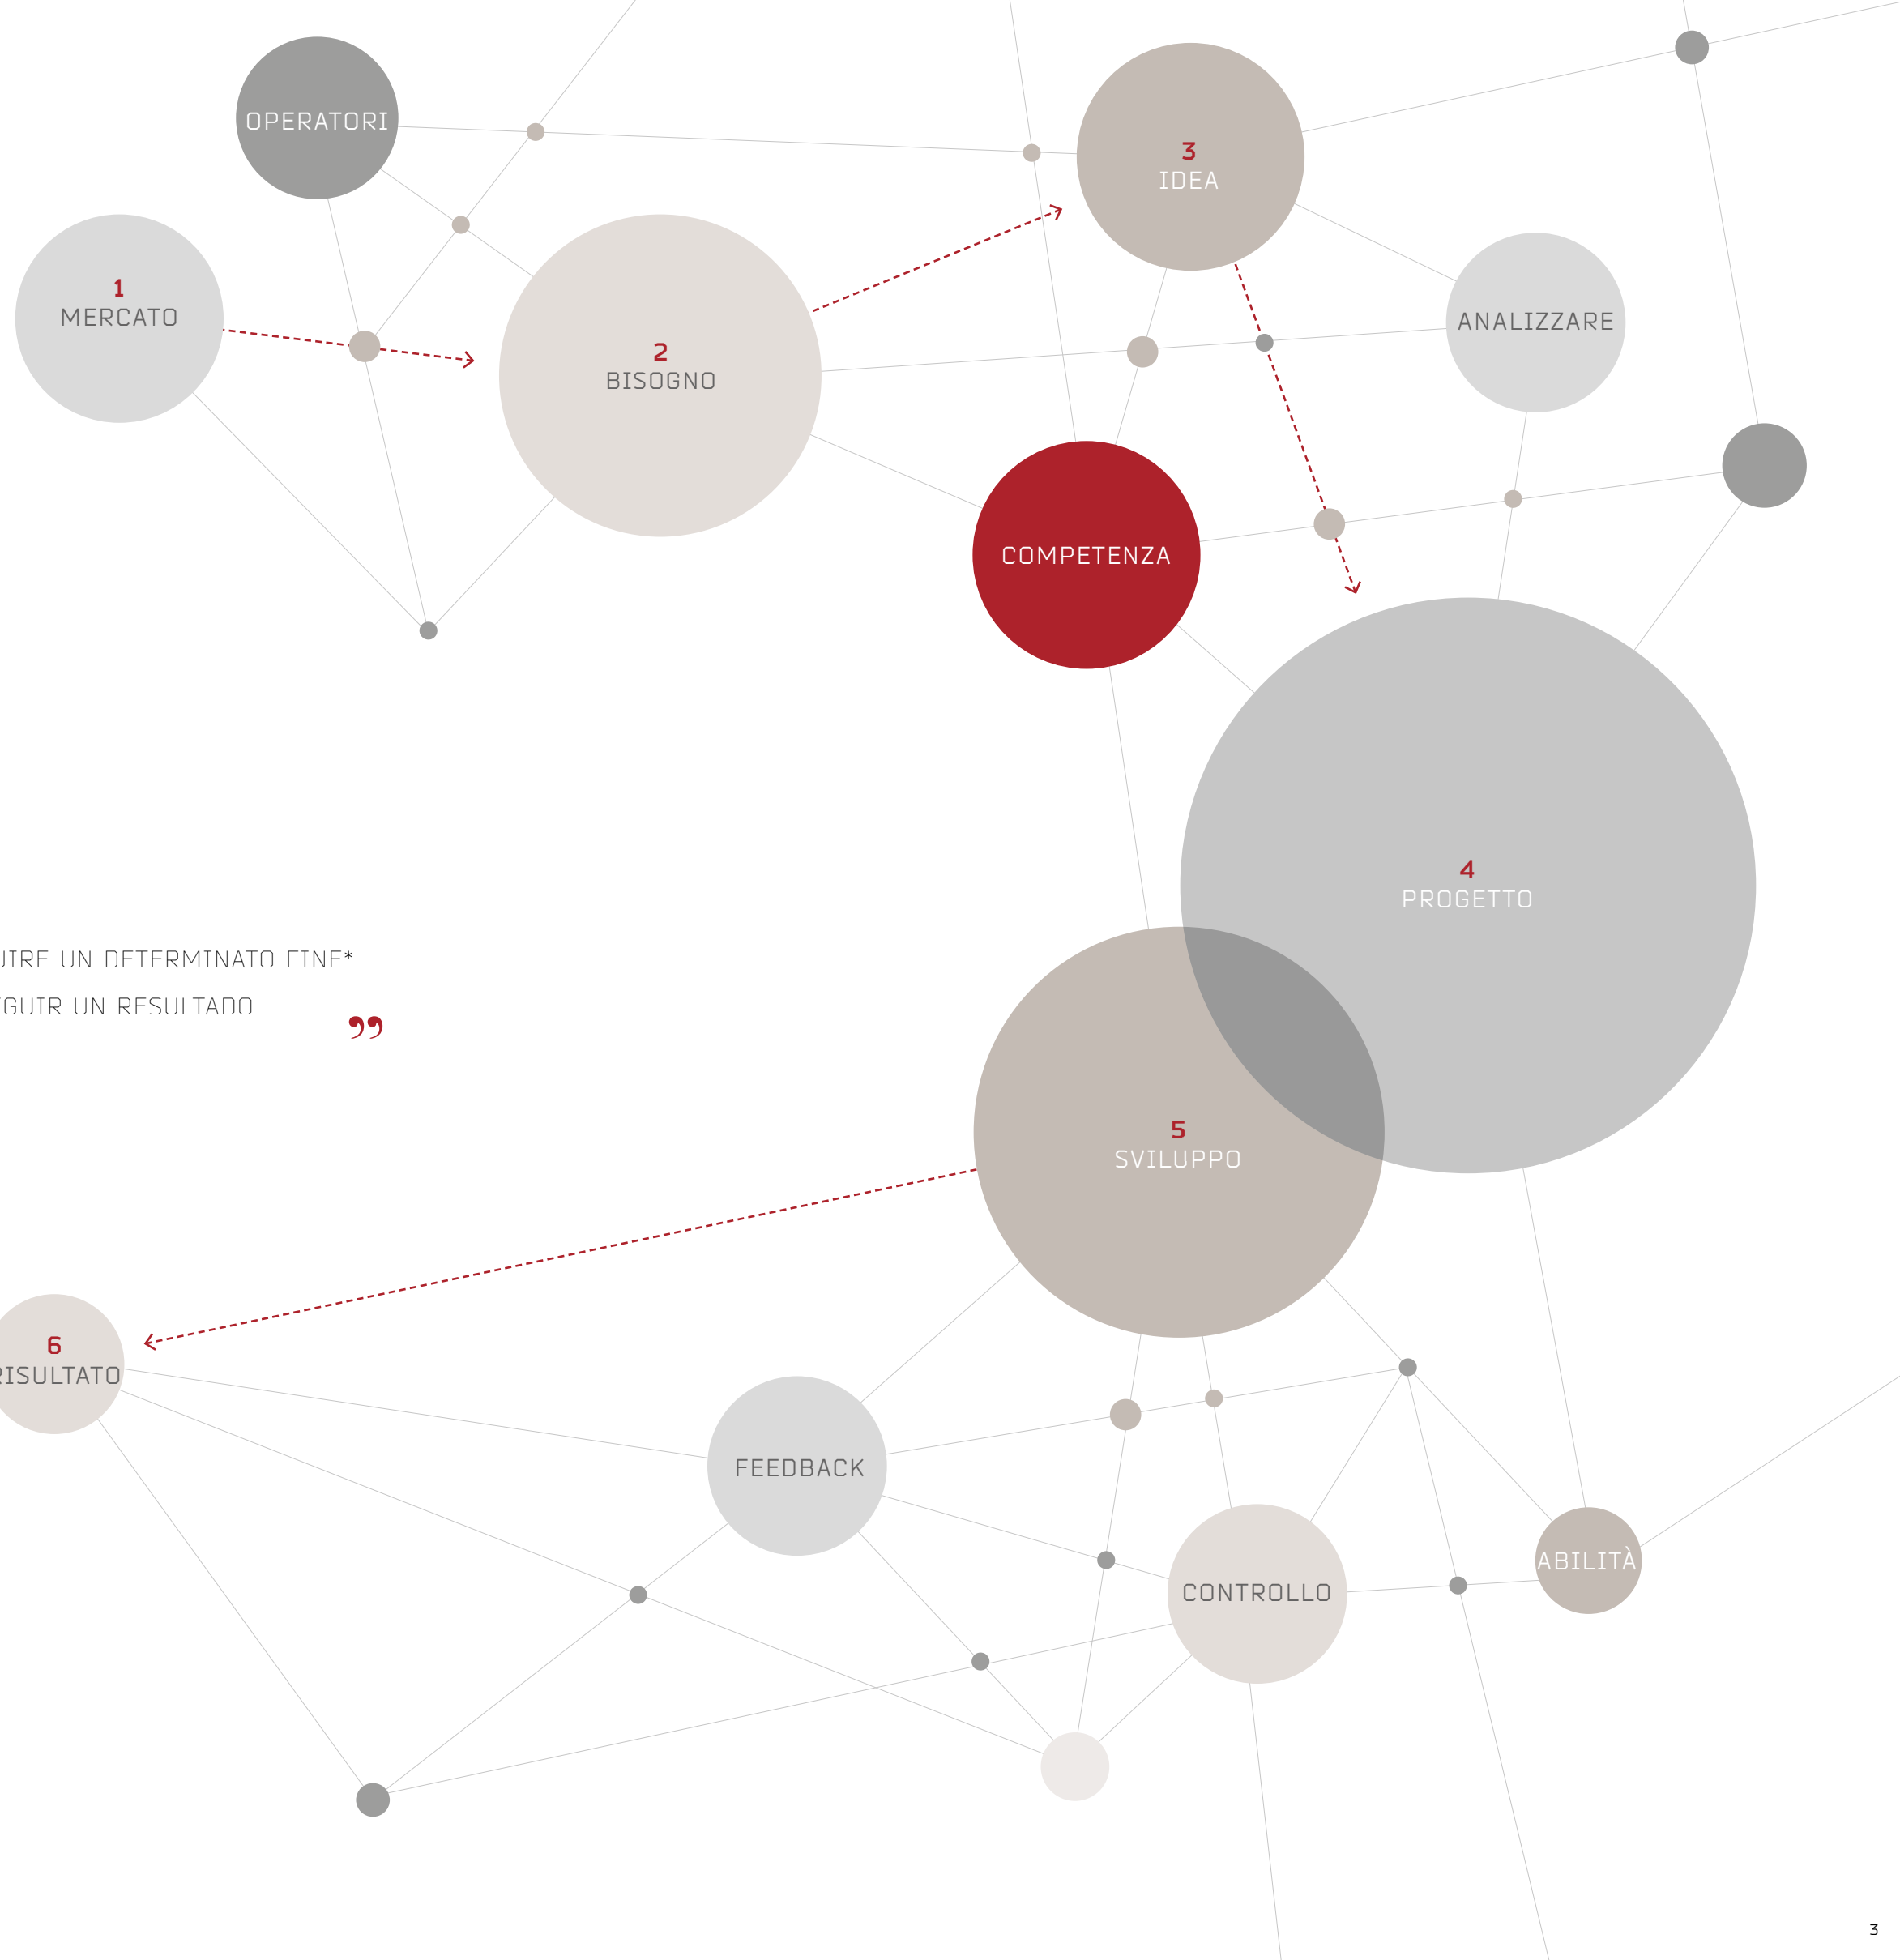 OPERATORI
3
IDEA
1
MERCATO
2
BISOGNO
ANALIZZARE
COMPETENZA
4
PROGETTO
UIRE UN DETERMINATO FINE*
GUIR UN RESULTADO
”
5
SVILUPPO
6
RISULTATO
FEEDBACK
CONTROLLO
ABILITÀ
3